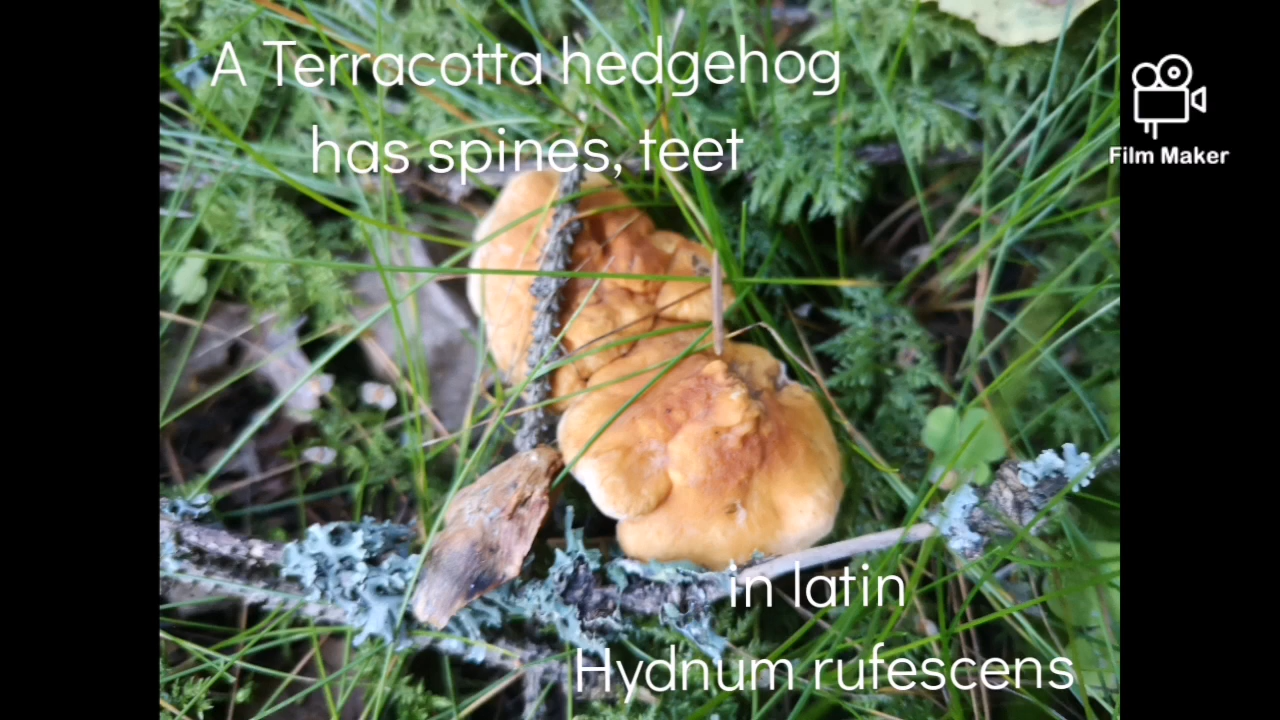 A Terracotta hedgehog
has spines, teet
Film Maker
in latin
Hydnum rufescens